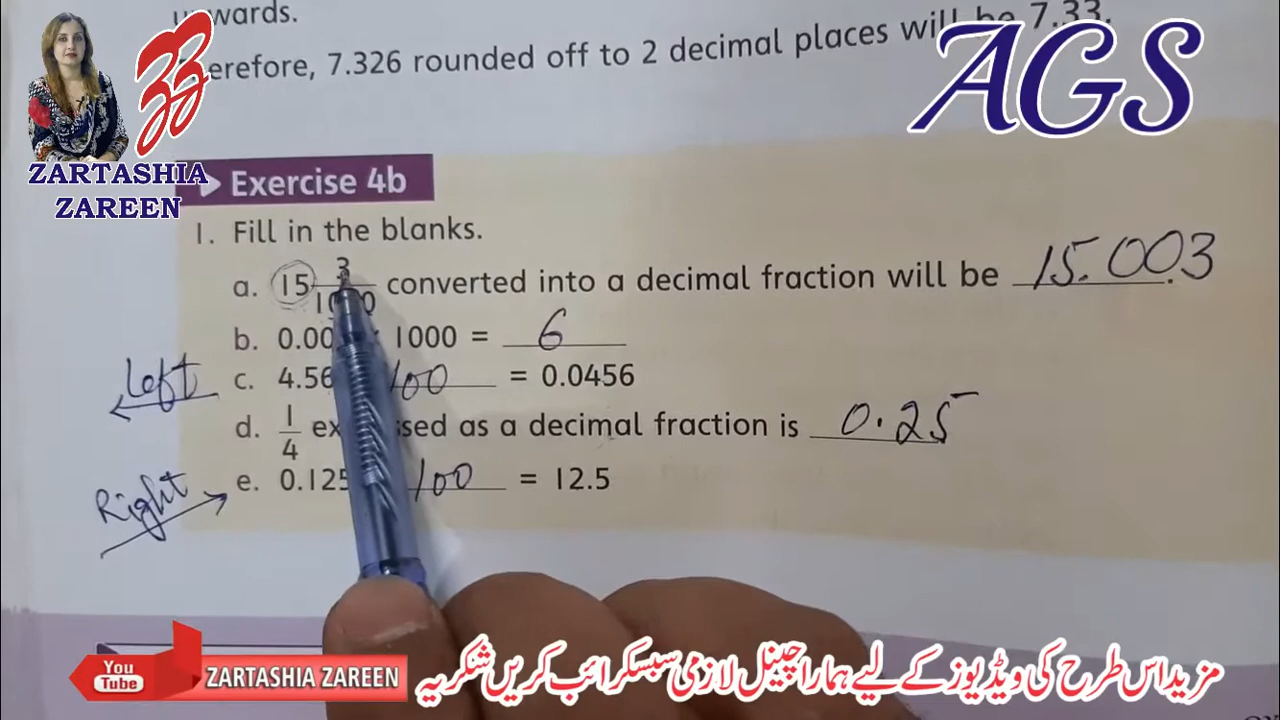 upwards.
Therefore, 7.326 rounded off to 2 decimal places will be 7.33.
AGS
ZARTASHIA
ZAREEN
Exercise 4b
1. Fill in the blanks.
a. 15 3/1000 converted into a decimal fraction will be 15.003
b. 0.00 1000 = 6
Left c. 4.56 100 = 0.0456
d. 1/4 as a decimal fraction is 0.25
Right e. 0.125 100 = 12.5
You Tube ZARTASHIA ZAREEN
مزید اس طرح کی ویڈیوز کے لیے ہمارا چینل لازمی سبسکرائب کریں شکریہ